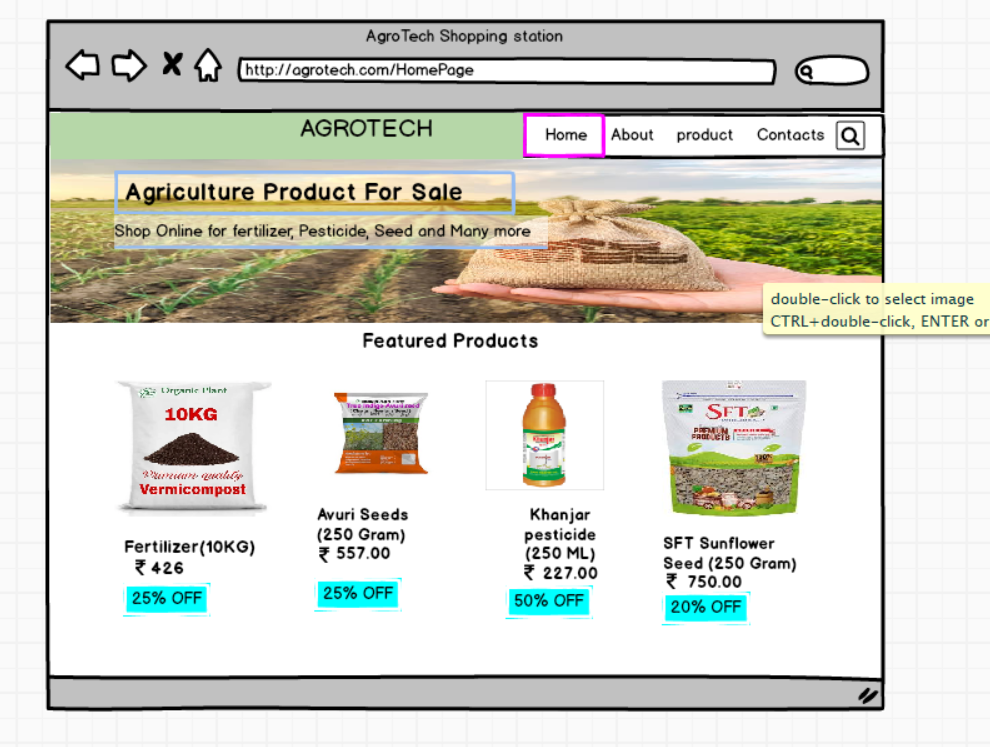 AgroTech Shopping station
http://agrotech.com/HomePage
AGROTECH
Home About product Contacts
Agriculture Product For Sale
Shop Online for fertilizer, Pesticide, Seed and Many more
double-click to select image
CTRL+double-click, ENTER or
Featured Products
Organic Plant
10KG
Premium quality
Vermicompost
Khanjar
SFT
PREMIUM
PRODUCTS
Fertilizer(10KG)
₹ 426
25% OFF
Avuri Seeds
(250 Gram)
₹ 557.00
25% OFF
Khanjar
pesticide
(250 ML)
₹ 227.00
50% OFF
SFT Sunflower
Seed (250 Gram)
₹ 750.00
20% OFF